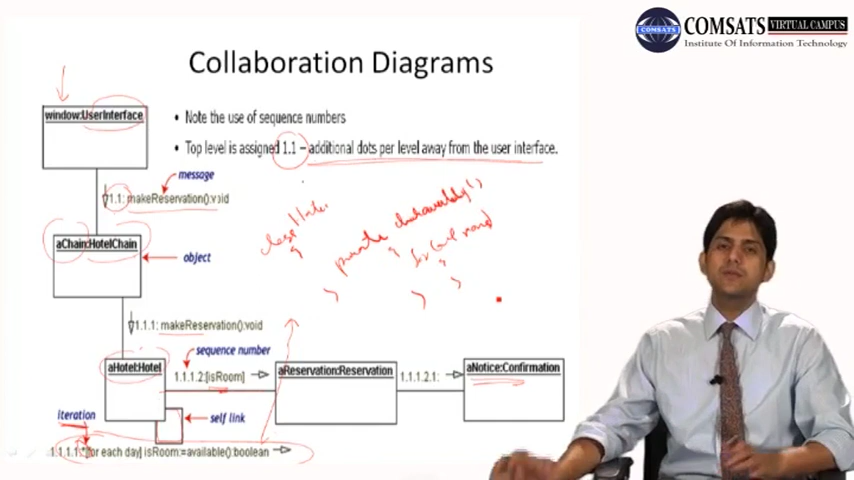 COMSATS VIRTUAL CAMPUS
COMSATS
Institute Of Information Technology
Collaboration Diagrams
window:UserInterface
• Note the use of sequence numbers
• Top level is assigned 1.1 – additional dots per level away from the user interface.
message
1.1: makeReservation():void
aChain:HotelChain
object
class Hotel
private
1.1.1: makeReservation():void
sequence number
aHotel:Hotel
1.1.1.2:[isRoom]
aReservation:Reservation
1.1.1.2.1:
aNotice:Confirmation
iteration
self link
1.1.1.1:*[for each day] isRoom:=available():boolean